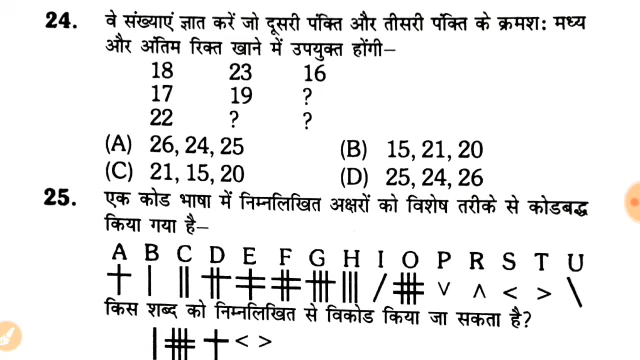 24. वे संख्याएं ज्ञात करें जो दूसरी पंक्ति और तीसरी पंक्ति के क्रमश: मध्य
और अंतिम रिक्त खाने में उपयुक्त होंगी–
18 23 16
17 19 ?
22 ? ?
(A) 26, 24, 25 (B) 15, 21, 20
(C) 21, 15, 20 (D) 25, 24, 26
25. एक कोड भाषा में निम्नलिखित अक्षरों को विशेष तरीके से कोडबद्ध
किया गया है–
A B C D E F G H I O P R S T U
किस शब्द को निम्नलिखित से विकोड किया जा सकता है?